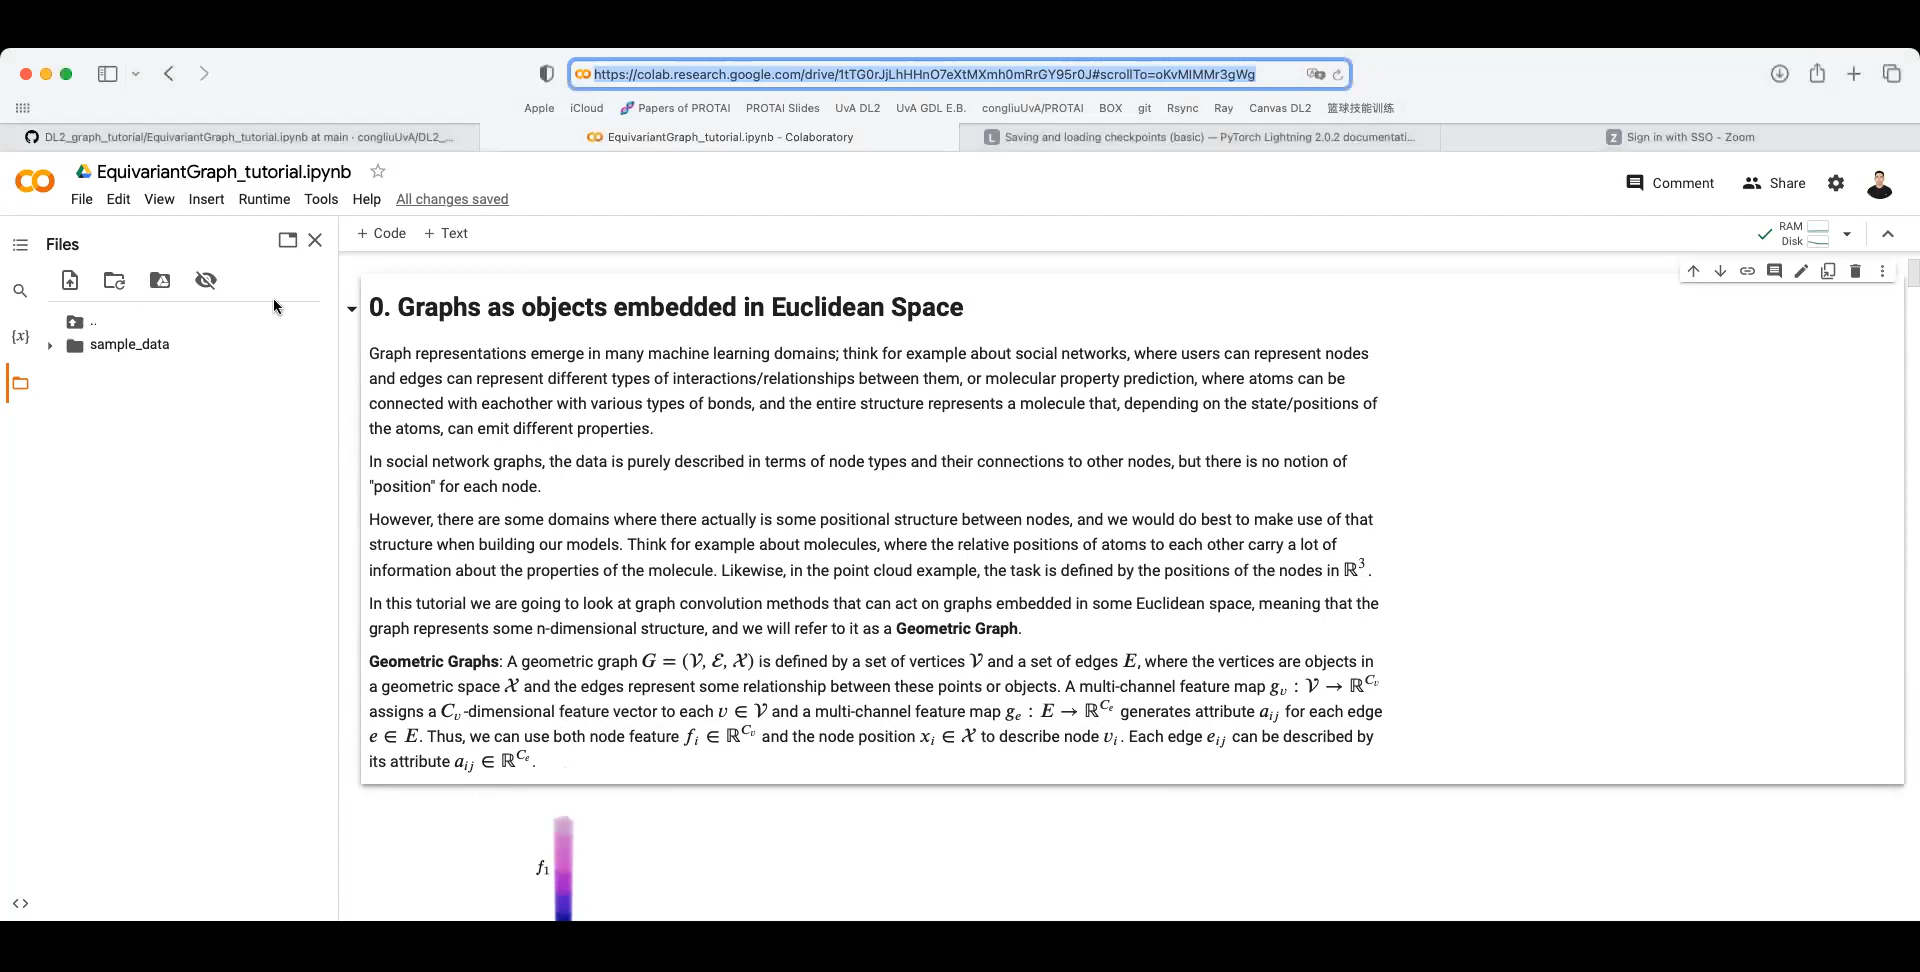 https://colab.research.google.com/drive/1tTG0rJjLhHHnO7eXtMXmh0mRrGY95r0J#scrollTo=oKvMlMMr3gWg
Apple iCloud Papers of PROTAI PROTAI Slides UvA DL2 UvA GDL E.B. congliuUvA/PROTAI BOX git Rsync Ray Canvas DL2 篮球技能训练
DL2_graph_tutorial/EquivariantGraph_tutorial.ipynb at main · congliuUvA/DL2_...
EquivariantGraph_tutorial.ipynb - Colaboratory
L Saving and loading checkpoints (basic) — PyTorch Lightning 2.0.2 documentati...
Z Sign in with SSO - Zoom
EquivariantGraph_tutorial.ipynb
File Edit View Insert Runtime Tools Help All changes saved
Comment Share
Files
+ Code + Text
RAM
Disk
{x}
..
sample_data
0. Graphs as objects embedded in Euclidean Space
Graph representations emerge in many machine learning domains; think for example about social networks, where users can represent nodes
and edges can represent different types of interactions/relationships between them, or molecular property prediction, where atoms can be
connected with eachother with various types of bonds, and the entire structure represents a molecule that, depending on the state/positions of
the atoms, can emit different properties.
In social network graphs, the data is purely described in terms of node types and their connections to other nodes, but there is no notion of
"position" for each node.
However, there are some domains where there actually is some positional structure between nodes, and we would do best to make use of that
structure when building our models. Think for example about molecules, where the relative positions of atoms to each other carry a lot of
information about the properties of the molecule. Likewise, in the point cloud example, the task is defined by the positions of the nodes in ℝ³.
In this tutorial we are going to look at graph convolution methods that can act on graphs embedded in some Euclidean space, meaning that the
graph represents some n-dimensional structure, and we will refer to it as a Geometric Graph.
Geometric Graphs: A geometric graph G = (𝒱, ℰ, 𝒳) is defined by a set of vertices 𝒱 and a set of edges E, where the vertices are objects in
a geometric space 𝒳 and the edges represent some relationship between these points or objects. A multi-channel feature map g_v : 𝒱 → ℝ^{C_v}
assigns a C_v-dimensional feature vector to each v ∈ 𝒱 and a multi-channel feature map g_e : E → ℝ^{C_e} generates attribute a_{ij} for each edge
e ∈ E. Thus, we can use both node feature f_i ∈ ℝ^{C_v} and the node position x_i ∈ 𝒳 to describe node v_i. Each edge e_{ij} can be described by
its attribute a_{ij} ∈ ℝ^{C_e}.
f₁